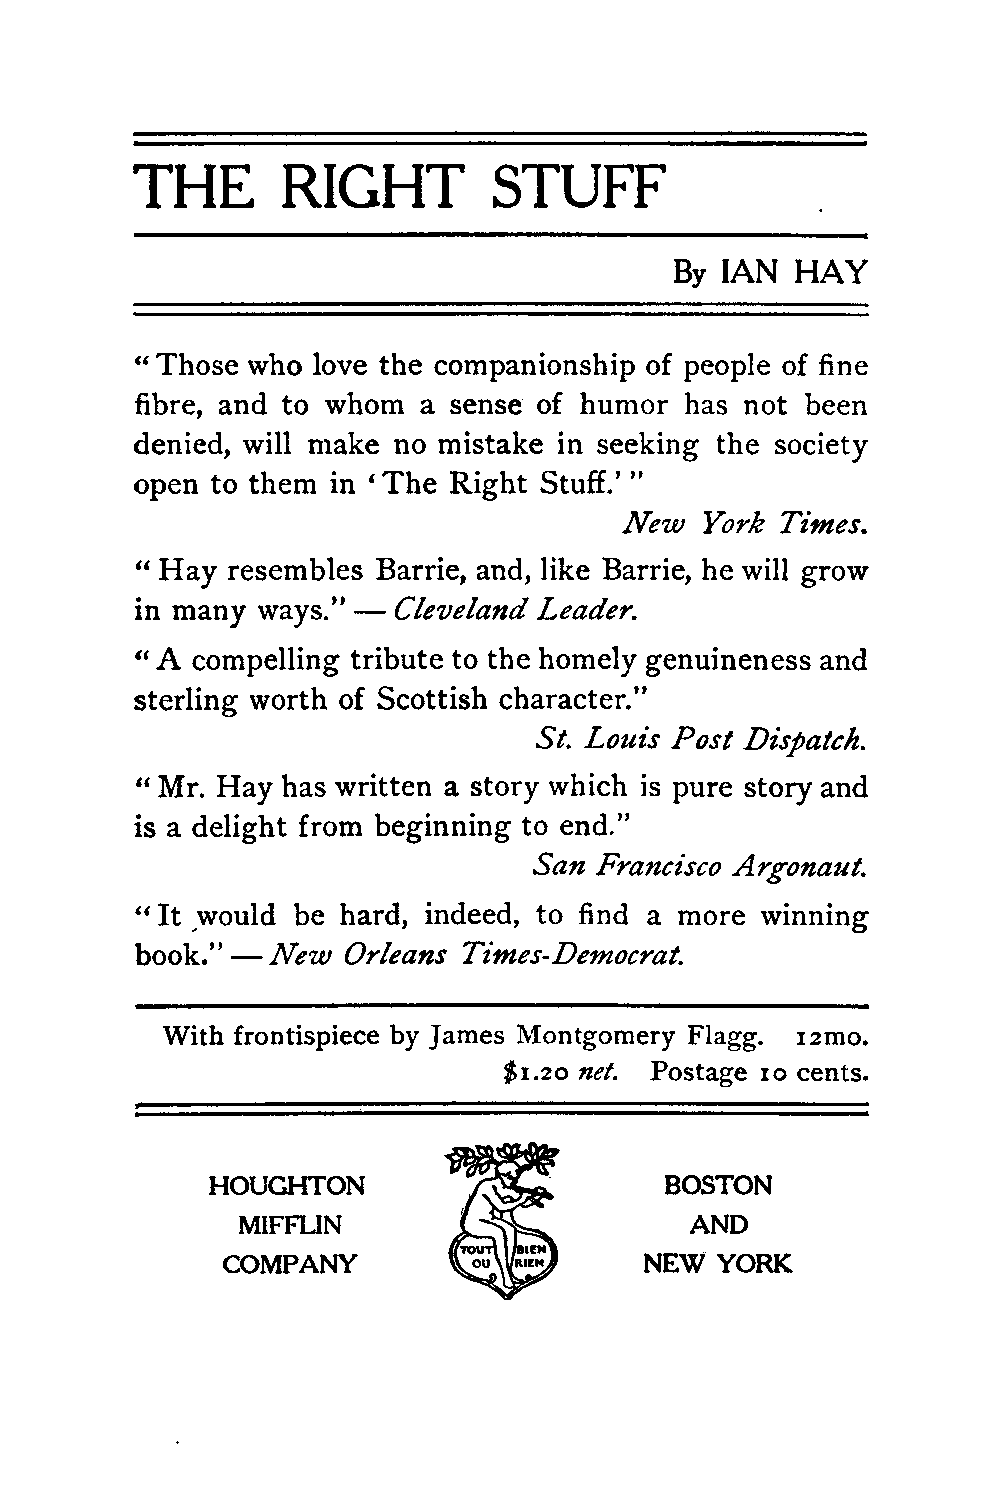 THE RIGHT STUFF
By IAN HAY
“Those who love the companionship of people of fine
fibre, and to whom a sense of humor has not been
denied, will make no mistake in seeking the society
open to them in ‘The Right Stuff.’”
New York Times.
“Hay resembles Barrie, and, like Barrie, he will grow
in many ways.” — Cleveland Leader.
“A compelling tribute to the homely genuineness and
sterling worth of Scottish character.”
St. Louis Post Dispatch.
“Mr. Hay has written a story which is pure story and
is a delight from beginning to end.”
San Francisco Argonaut.
“It would be hard, indeed, to find a more winning
book.” — New Orleans Times-Democrat.
With frontispiece by James Montgomery Flagg. 12mo.
$1.20 net. Postage 10 cents.
HOUGHTON
MIFFLIN
COMPANY
TOUT BIEN
OU RIEN
BOSTON
AND
NEW YORK